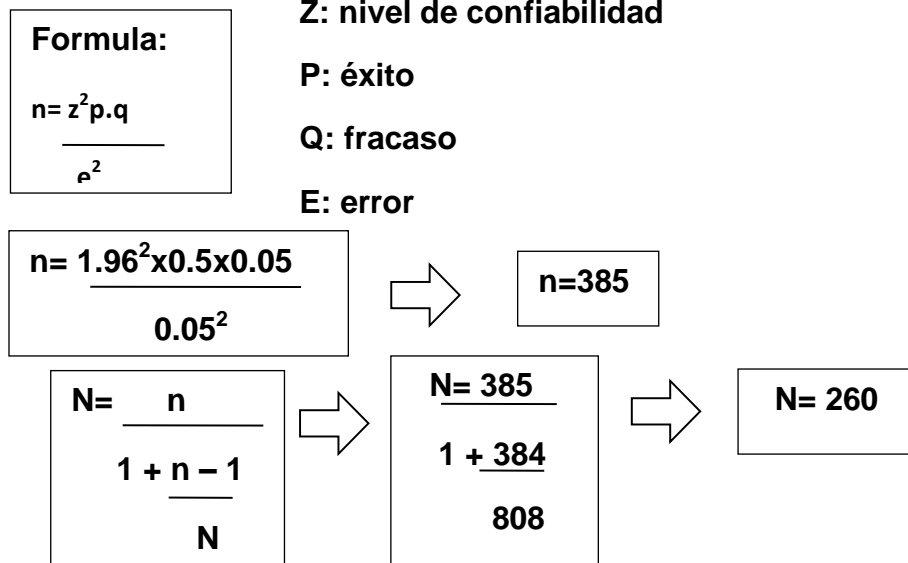 Z: nivel de confiabilidad
Formula:
P: éxito
n= z²p.q
Q: fracaso
e²
E: error
n= 1.96²x0.5x0.05
0.05²
n=385
N= n
1 + n – 1
N
N= 385
1 + 384
808
N= 260